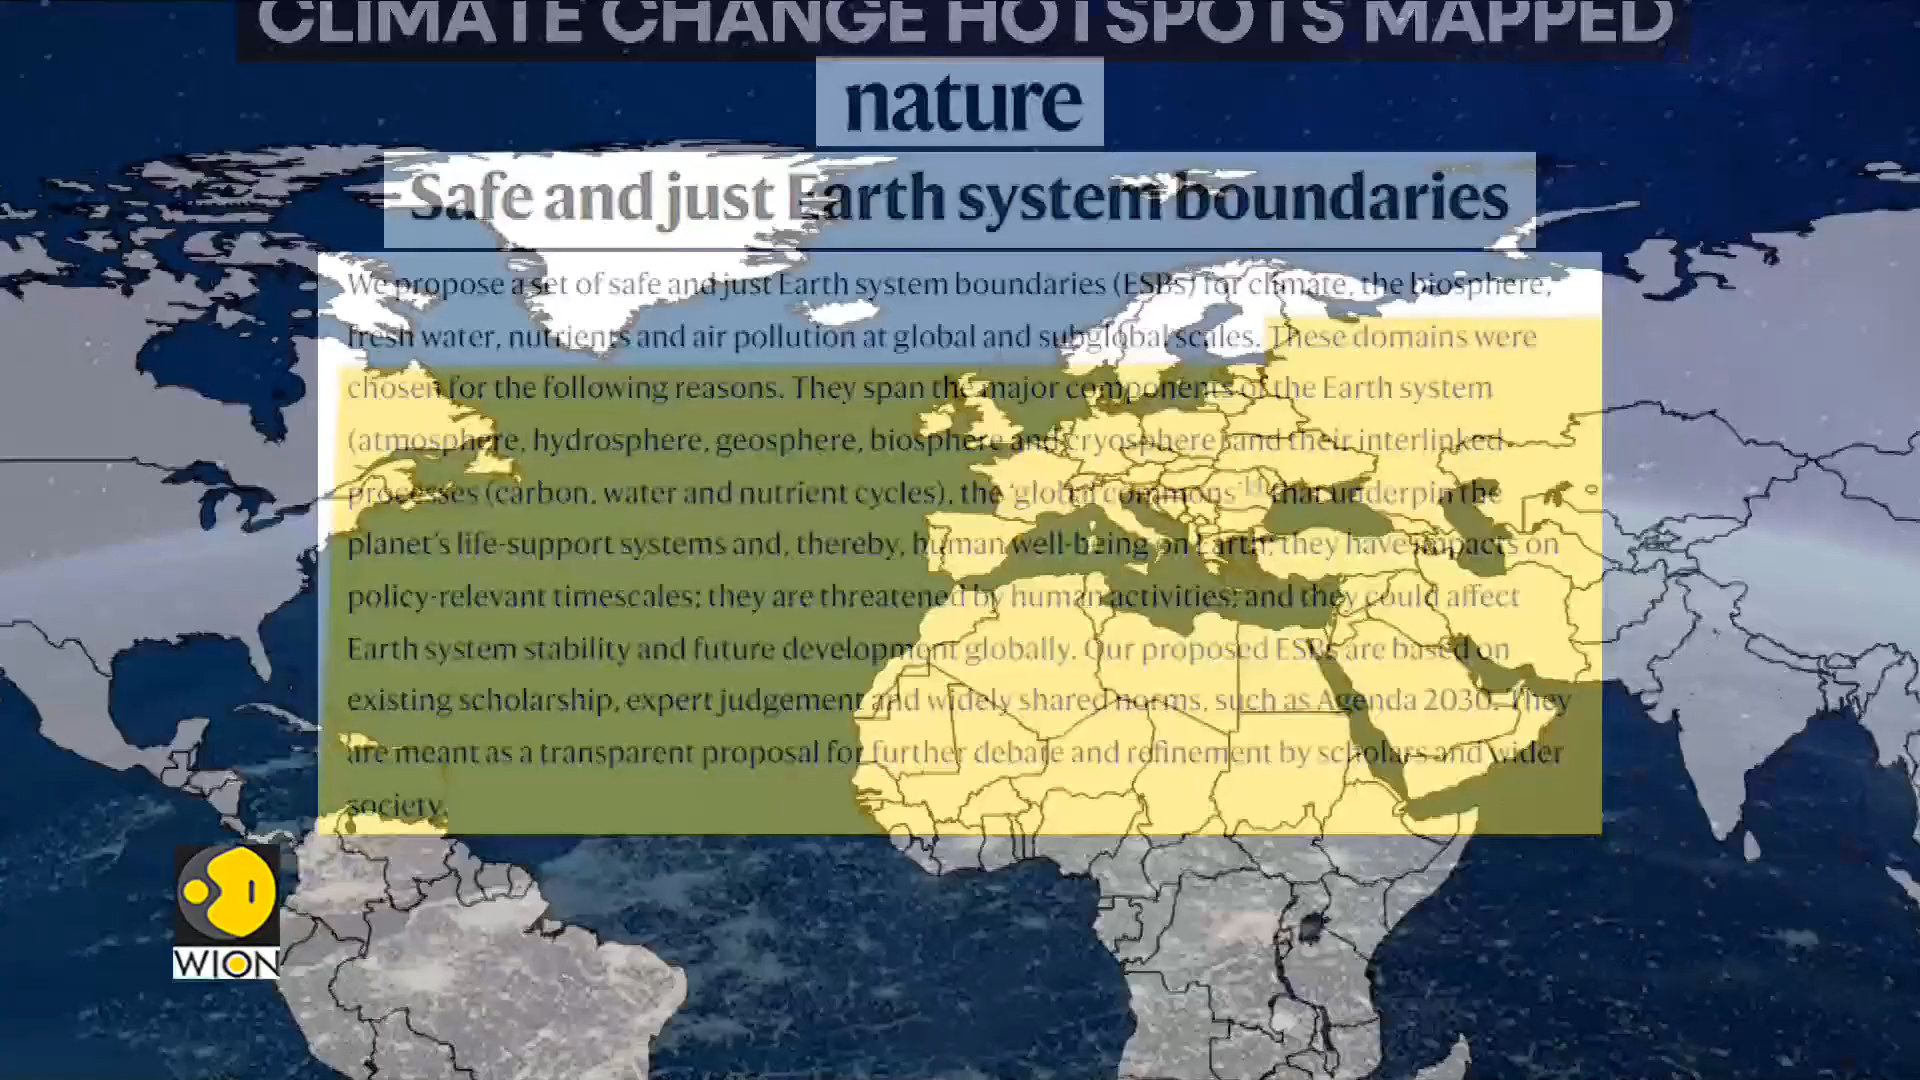 CLIMATE CHANGE HOTSPOTS MAPPED
nature
Safe and just Earth system boundaries
We propose a set of safe and just Earth system boundaries (ESBs) for climate, the biosphere,
fresh water, nutrients and air pollution at global and subglobal scales. These domains were
chosen for the following reasons. They span the major components of the Earth system
(atmosphere, hydrosphere, geosphere, biosphere and cryosphere) and their interlinked
processes (carbon, water and nutrient cycles), the 'global commons' that underpin the
planet's life-support systems and, thereby, human well-being on Earth; they have impacts on
policy-relevant timescales; they are threatened by human activities; and they could affect
Earth system stability and future development globally. Our proposed ESBs are based on
existing scholarship, expert judgement and widely shared norms, such as Agenda 2030. They
are meant as a transparent proposal for further debate and refinement by scholars and wider
society.
WION